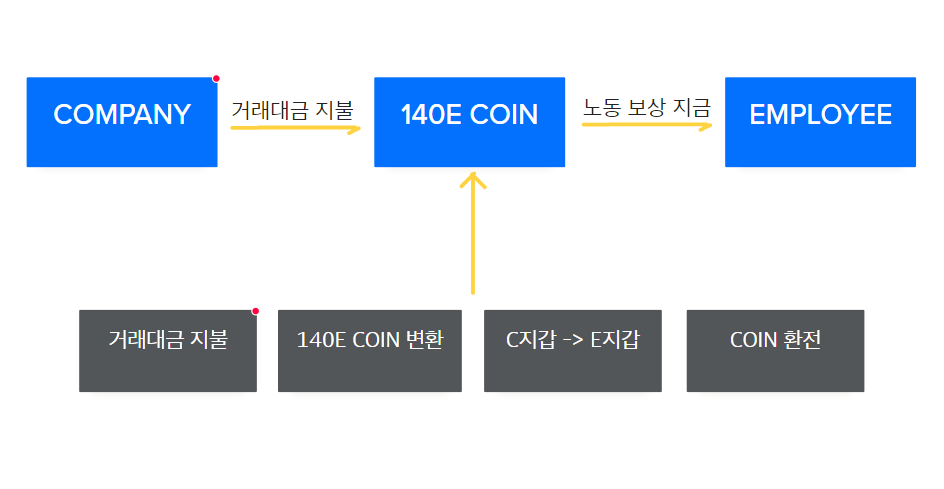 COMPANY
거래대금 지불
140E COIN
노동 보상 지금
EMPLOYEE
거래대금 지불
140E COIN 변환
C지갑 -> E지갑
COIN 환전